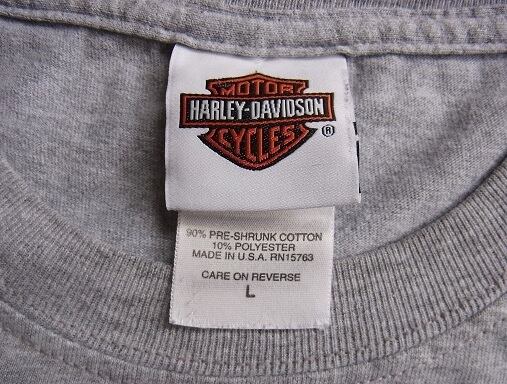 MOTOR
HARLEY-DAVIDSON
CYCLES ®
90% PRE-SHRUNK COTTON
10% POLYESTER
MADE IN U.S.A. RN15763
CARE ON REVERSE
L